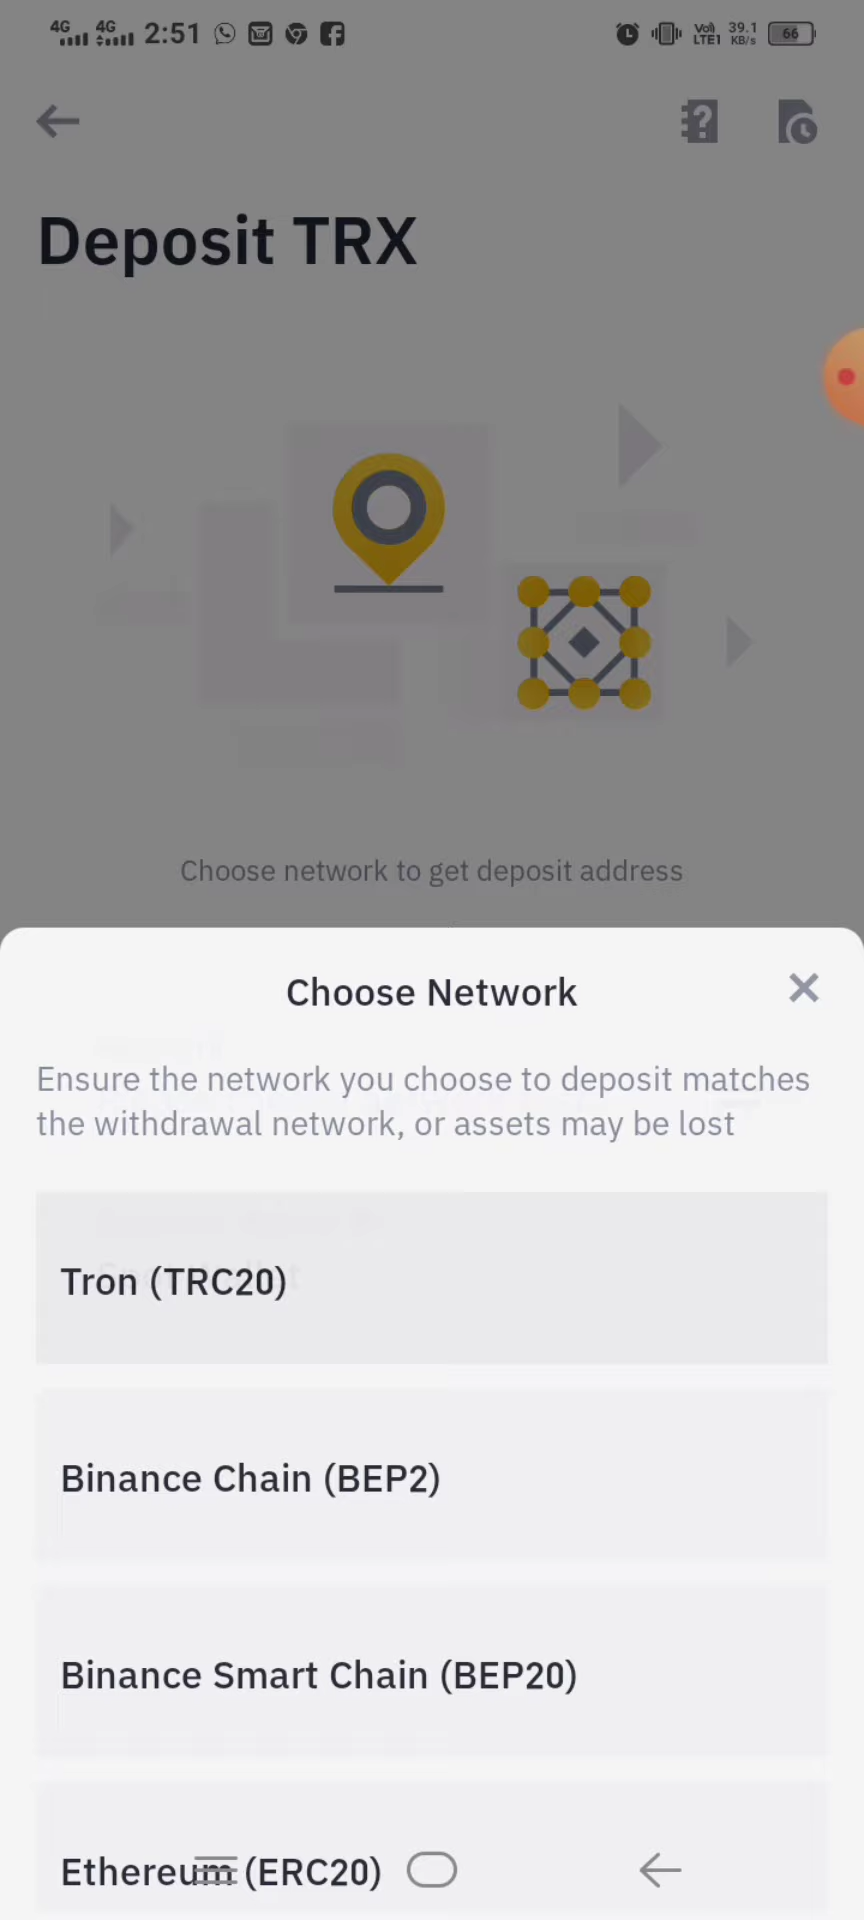 4G 4G 2:51 VoI) LTE1 39.1 KB/s 66
Deposit TRX
Choose network to get deposit address
Choose Network
Ensure the network you choose to deposit matches
the withdrawal network, or assets may be lost
Tron (TRC20)
Binance Chain (BEP2)
Binance Smart Chain (BEP20)
Ethereum (ERC20)